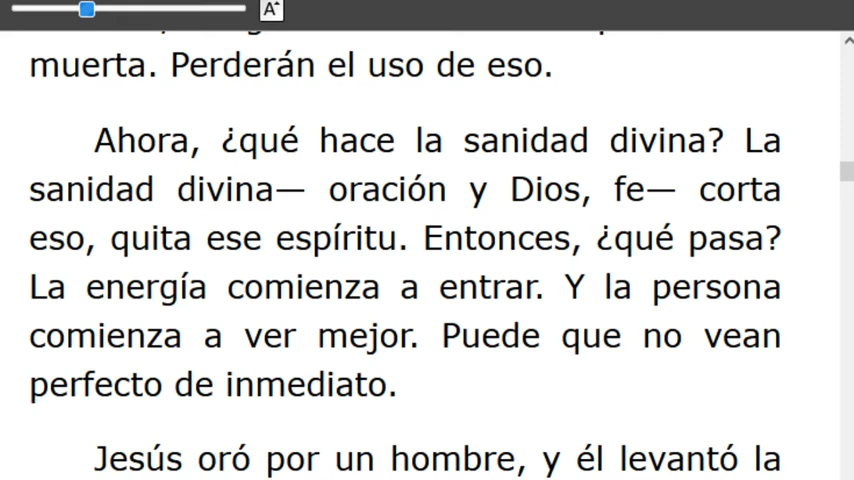 A
muerta. Perderán el uso de eso.
Ahora, ¿qué hace la sanidad divina? La
sanidad divina— oración y Dios, fe— corta
eso, quita ese espíritu. Entonces, ¿qué pasa?
La energía comienza a entrar. Y la persona
comienza a ver mejor. Puede que no vean
perfecto de inmediato.
Jesús oró por un hombre, y él levantó la